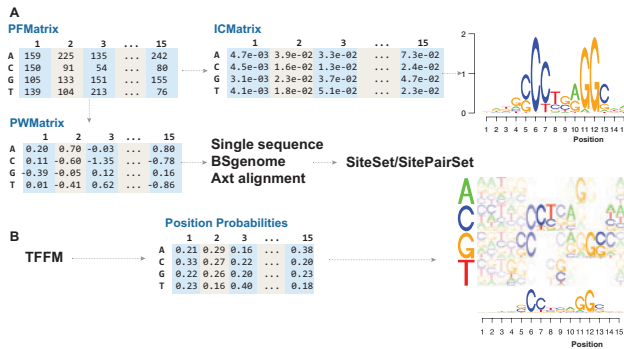 A
PFMatrix
1 2 3 ... 15
A 159 225 135 ... 242
C 150 91 54 ... 80
G 105 133 151 ... 155
T 139 104 213 ... 76
ICMatrix
1 2 3 ... 15
A 4.7e-03 3.9e-02 3.3e-02 ... 7.3e-02
C 4.5e-03 1.6e-02 1.3e-02 ... 2.4e-02
G 3.1e-03 2.3e-02 3.7e-02 ... 4.7e-02
T 4.1e-03 1.8e-02 5.1e-02 ... 2.3e-02
2
1
0
1 2 3 4 5 6 7 8 9 10 11 12 13 14 15
Position
PWMatrix
1 2 3 ... 15
A 0.20 0.70 -0.03 ... 0.80
C 0.11 -0.60 -1.35 ... -0.78
G -0.39 -0.05 0.12 ... 0.16
T 0.01 -0.41 0.62 ... -0.86
Single sequence
BSgenome
Axt alignment
SiteSet/SitePairSet
B
TFFM
Position Probabilities
1 2 3 ... 15
A 0.21 0.29 0.16 ... 0.38
C 0.33 0.27 0.22 ... 0.20
G 0.22 0.26 0.20 ... 0.23
T 0.23 0.16 0.40 ... 0.18
A
C
G
T
1 2 3 4 5 6 7 8 9 10 11 12 13 14 15
Position